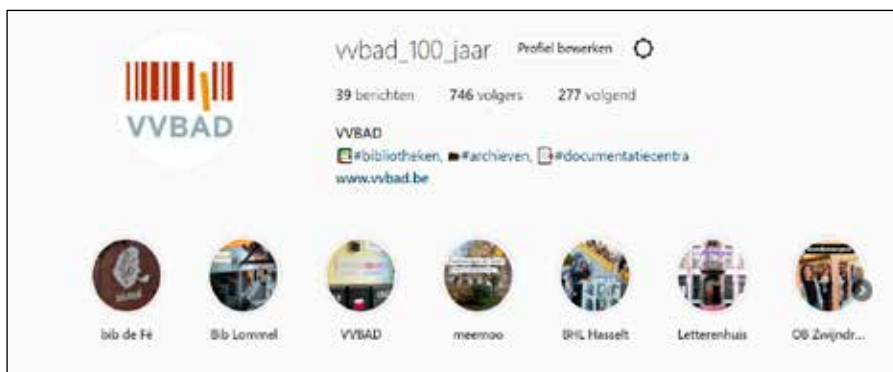 vvbad_100_jaar Profiel bewerken
VVBAD
39 berichten 746 volgers 277 volgend
VVBAD
#bibliotheken, #archieven, #documentatiecentra
www.vvbad.be
bib de Fé Bib Lommel VVBAD meemoo BHL Hasselt Letterenhuis OB Zwijndr...